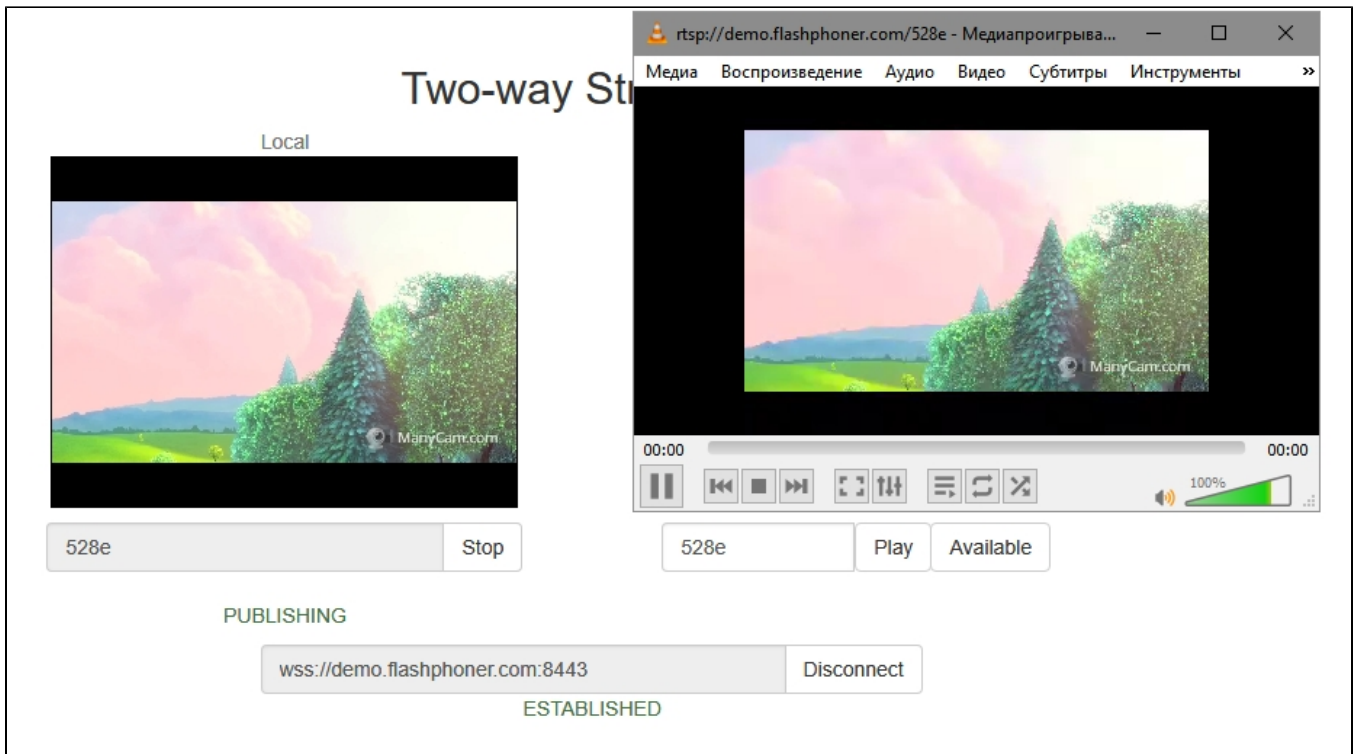 rtsp://demo.flashphoner.com/528e - Медиапроигрыва...
Медиа Воспроизведение Аудио Видео Субтитры Инструменты »
Two-way Str
Local
ManyCam.com
ManyCam.com
00:00 00:00
100%
528e Stop
528e Play Available
PUBLISHING
wss://demo.flashphoner.com:8443 Disconnect
ESTABLISHED